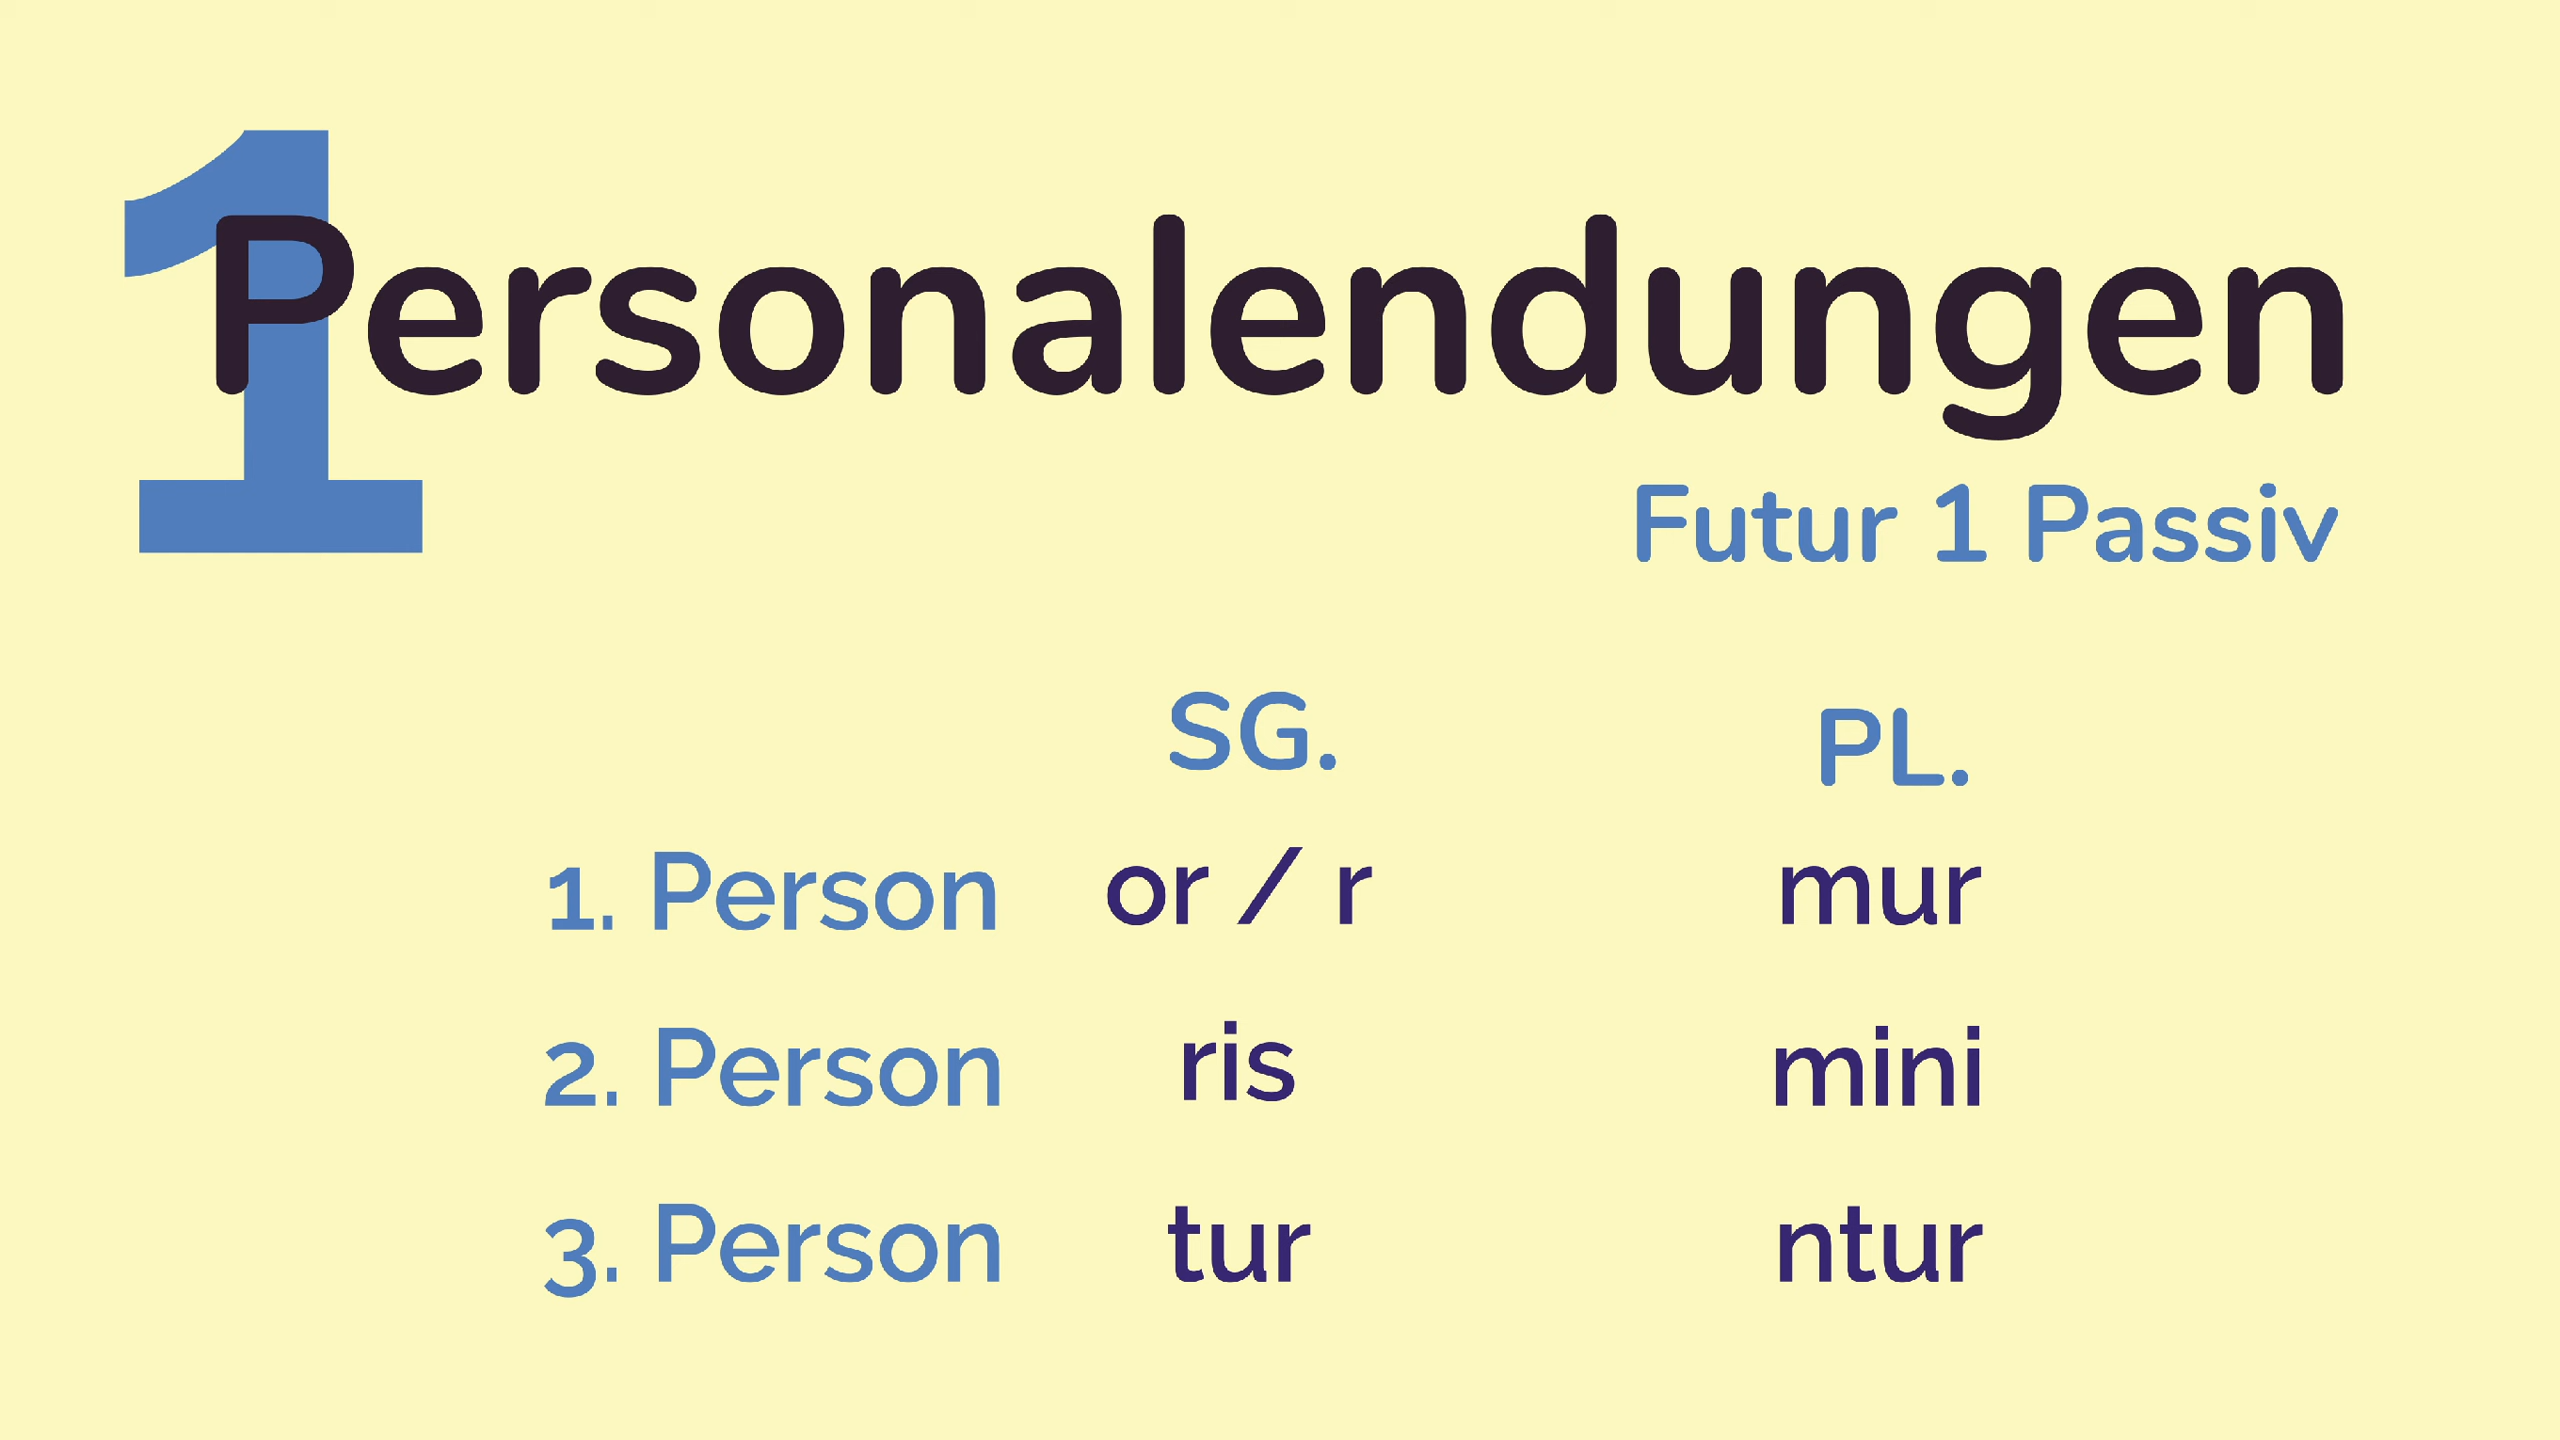 1
Personalendungen
Futur 1 Passiv
SG. PL.
1. Person or / r mur
2. Person ris mini
3. Person tur ntur